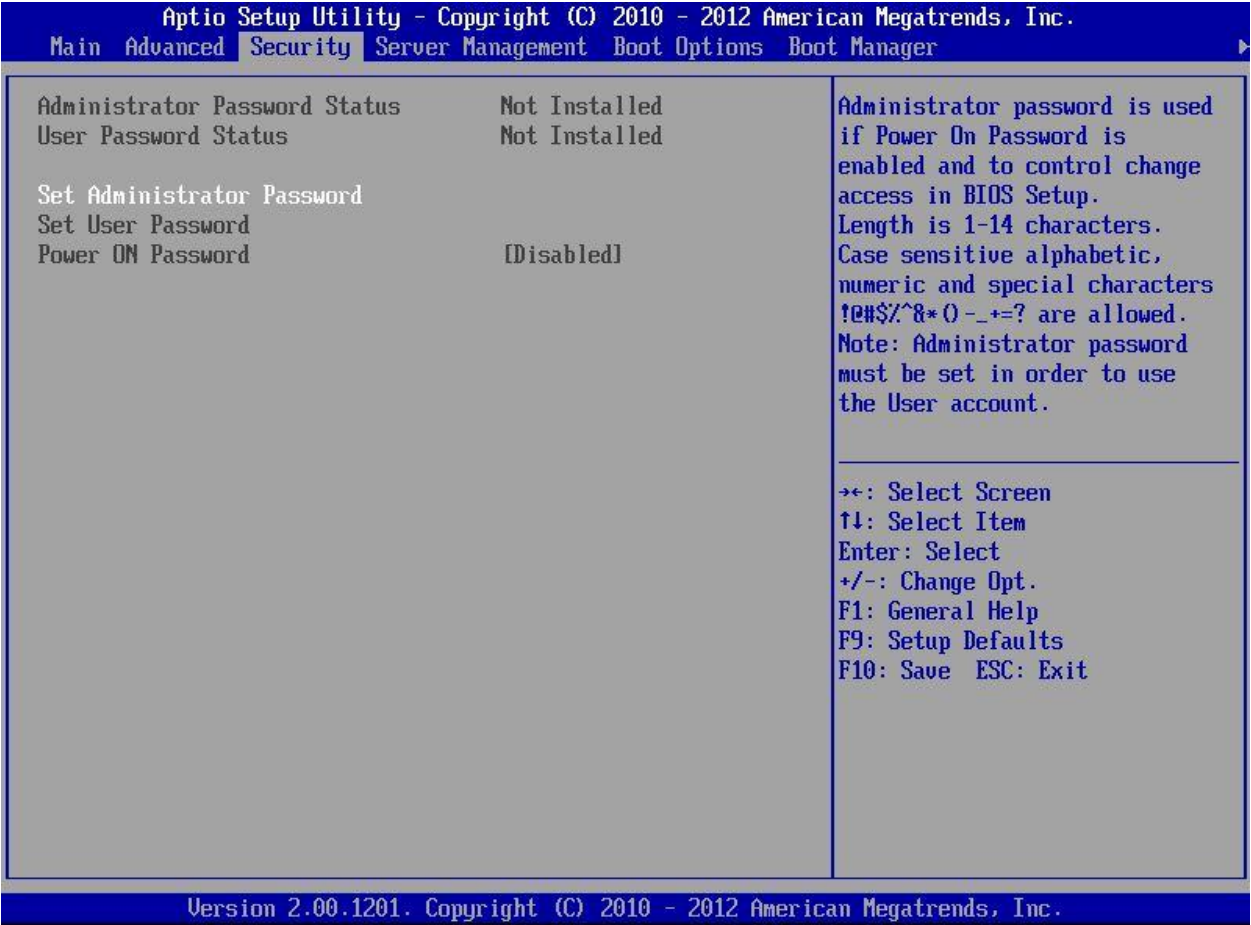 Aptio Setup Utility - Copyright (C) 2010 - 2012 American Megatrends, Inc.
Main Advanced Security Server Management Boot Options Boot Manager
Administrator Password Status Not Installed
User Password Status Not Installed
Set Administrator Password
Set User Password
Power ON Password [Disabled]
Administrator password is used
if Power On Password is
enabled and to control change
access in BIOS Setup.
Length is 1-14 characters.
Case sensitive alphabetic,
numeric and special characters
!@#$%^&*()-_+=? are allowed.
Note: Administrator password
must be set in order to use
the User account.
→←: Select Screen
↑↓: Select Item
Enter: Select
+/-: Change Opt.
F1: General Help
F9: Setup Defaults
F10: Save ESC: Exit
Version 2.00.1201. Copyright (C) 2010 - 2012 American Megatrends, Inc.